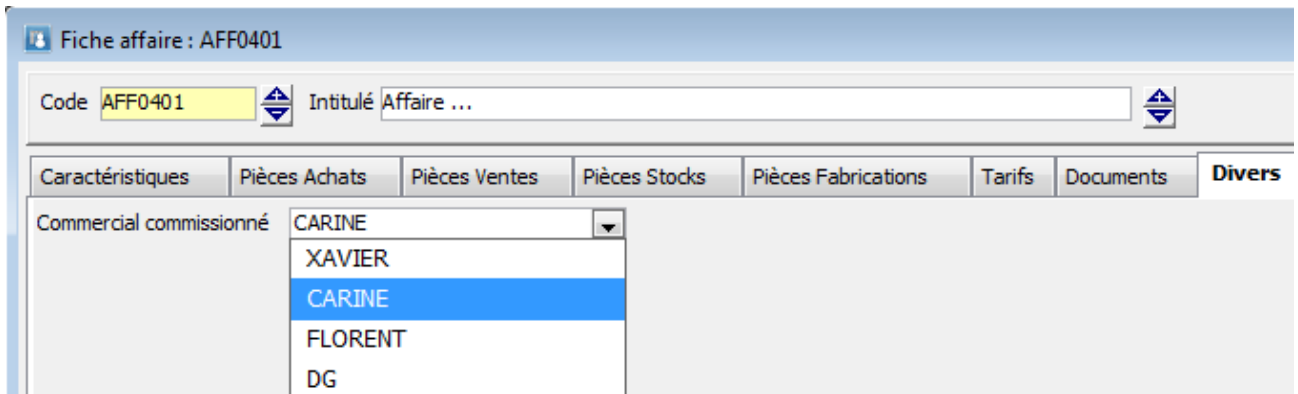 Fiche affaire : AFF0401
Code AFF0401 Intitulé Affaire ...
Caractéristiques Pièces Achats Pièces Ventes Pièces Stocks Pièces Fabrications Tarifs Documents Divers
Commercial commissionné CARINE
XAVIER
CARINE
FLORENT
DG